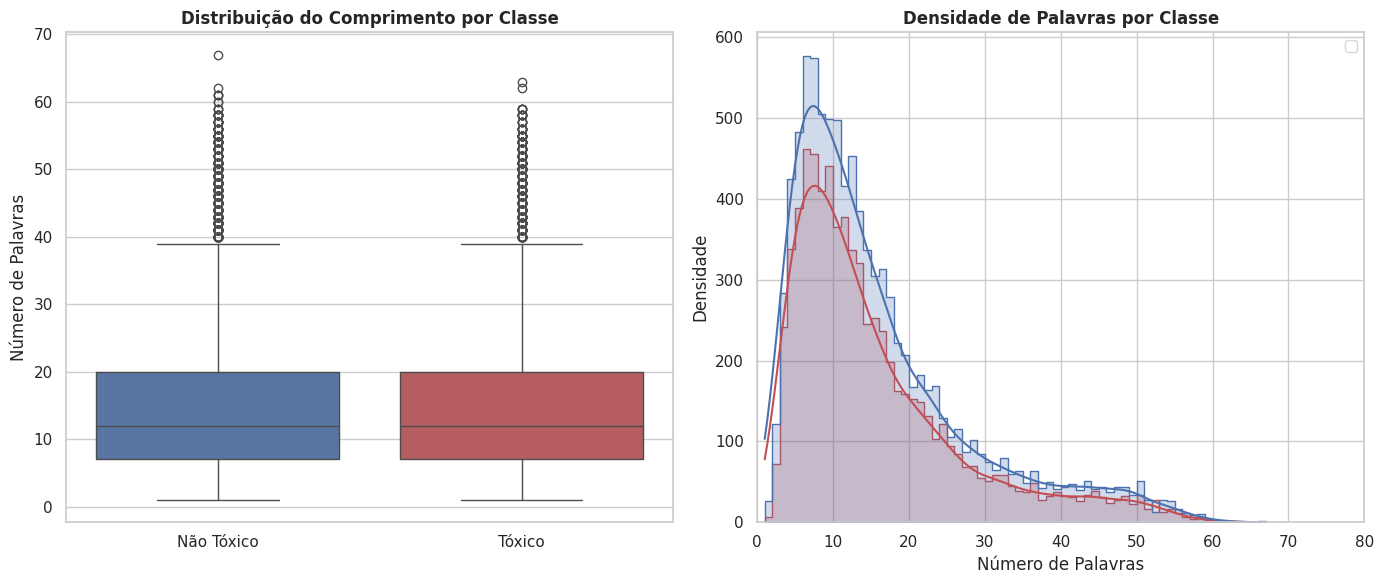 Distribuição do Comprimento por Classe
70
60
50
40
30
20
10
0
Número de Palavras
Não Tóxico
Tóxico
Densidade de Palavras por Classe
600
500
400
300
200
100
0
Densidade
0 10 20 30 40 50 60 70 80
Número de Palavras